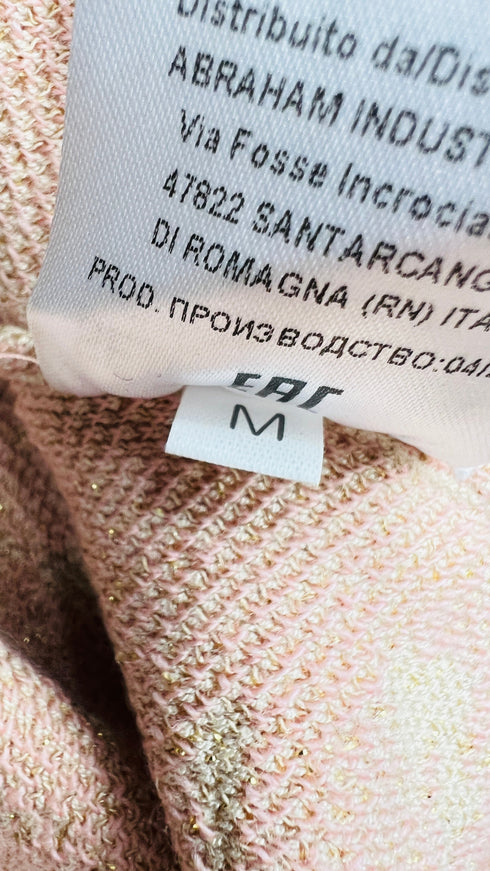 Distribuito da/Dis
ABRAHAM INDUST
Via Fosse Incrocia
47822 SANTARCANG
DI ROMAGNA (RN) ITA
PROD. ПРОИЗВОДСТВО:04/
EAC
M